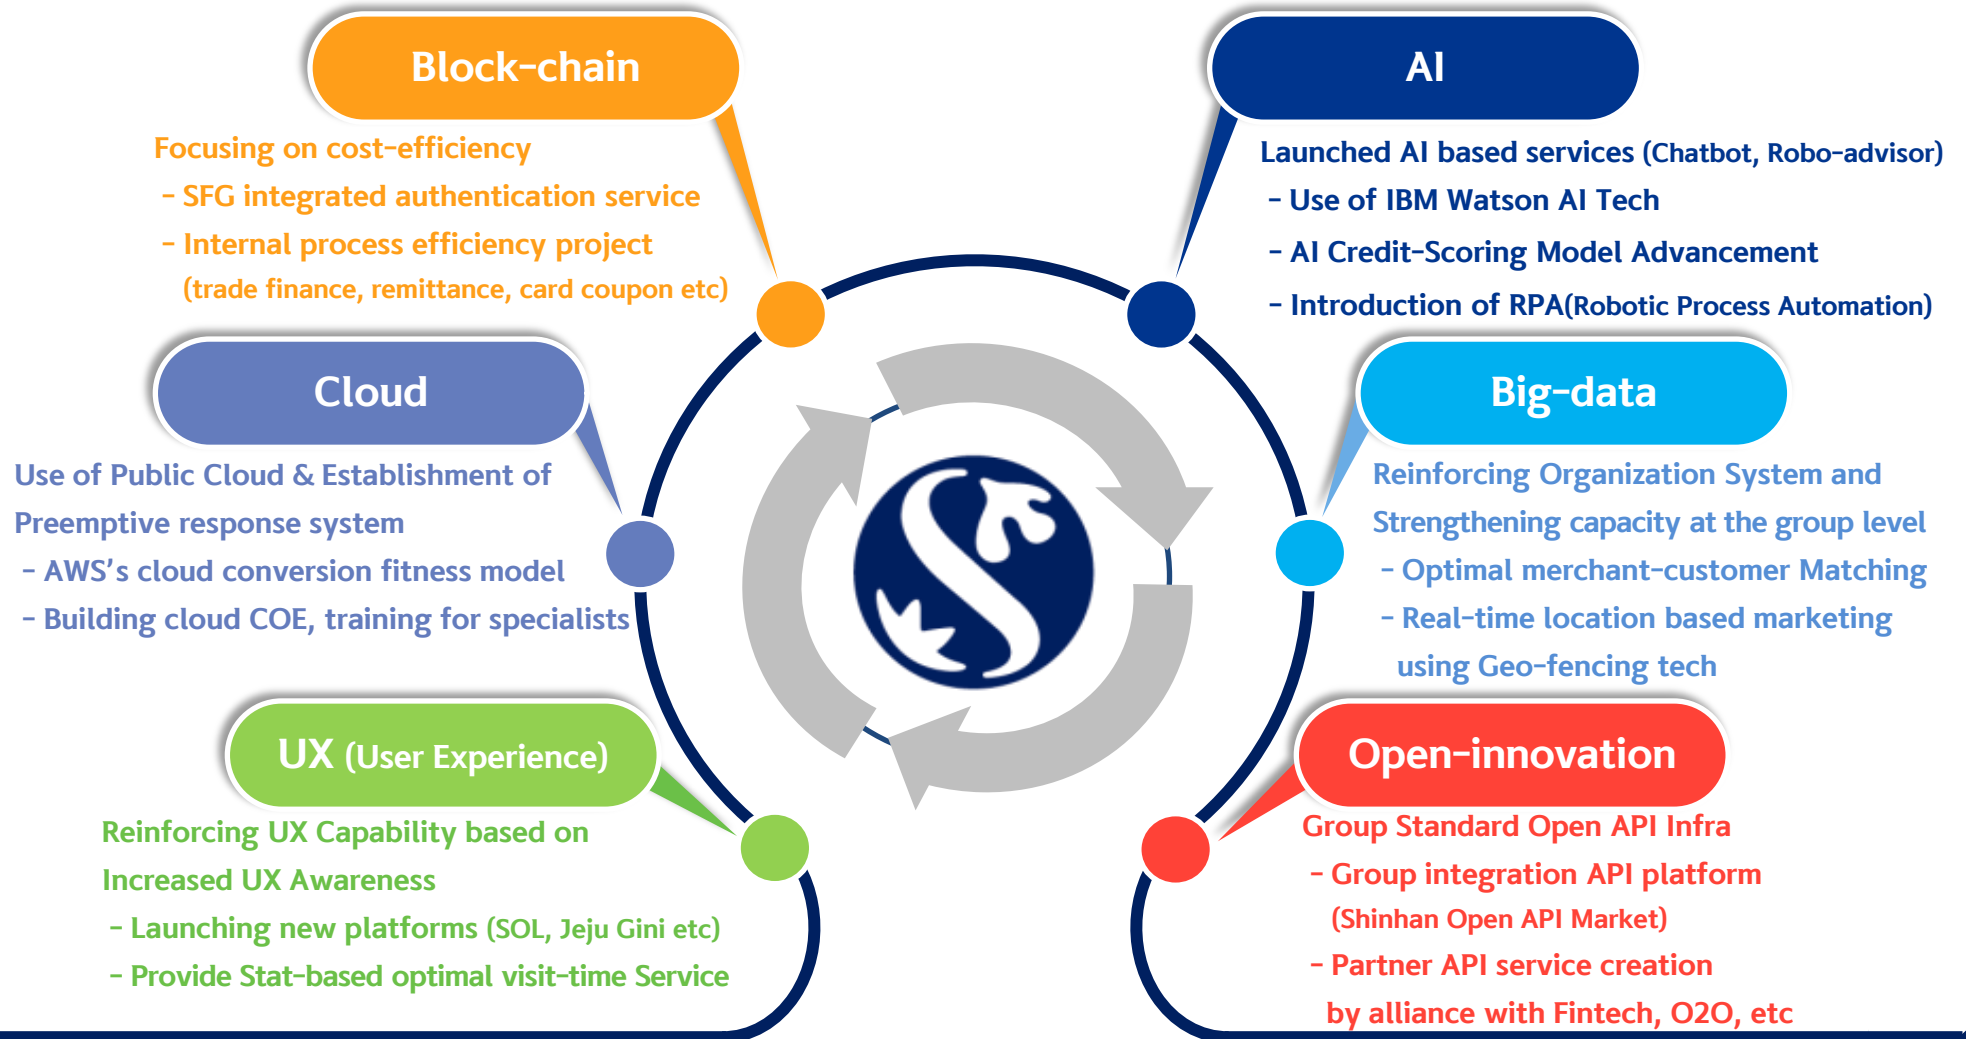 Block-chain
Focusing on cost-efficiency
- SFG integrated authentication service
- Internal process efficiency project
(trade finance, remittance, card coupon etc)
AI
Launched AI based services (Chatbot, Robo-advisor)
- Use of IBM Watson AI Tech
- AI Credit-Scoring Model Advancement
- Introduction of RPA(Robotic Process Automation)
Cloud
Use of Public Cloud & Establishment of
Preemptive response system
- AWS's cloud conversion fitness model
- Building cloud COE, training for specialists
Big-data
Reinforcing Organization System and
Strengthening capacity at the group level
- Optimal merchant-customer Matching
- Real-time location based marketing
using Geo-fencing tech
UX (User Experience)
Reinforcing UX Capability based on
Increased UX Awareness
- Launching new platforms (SOL, Jeju Gini etc)
- Provide Stat-based optimal visit-time Service
Open-innovation
Group Standard Open API Infra
- Group integration API platform
(Shinhan Open API Market)
- Partner API service creation
by alliance with Fintech, O2O, etc